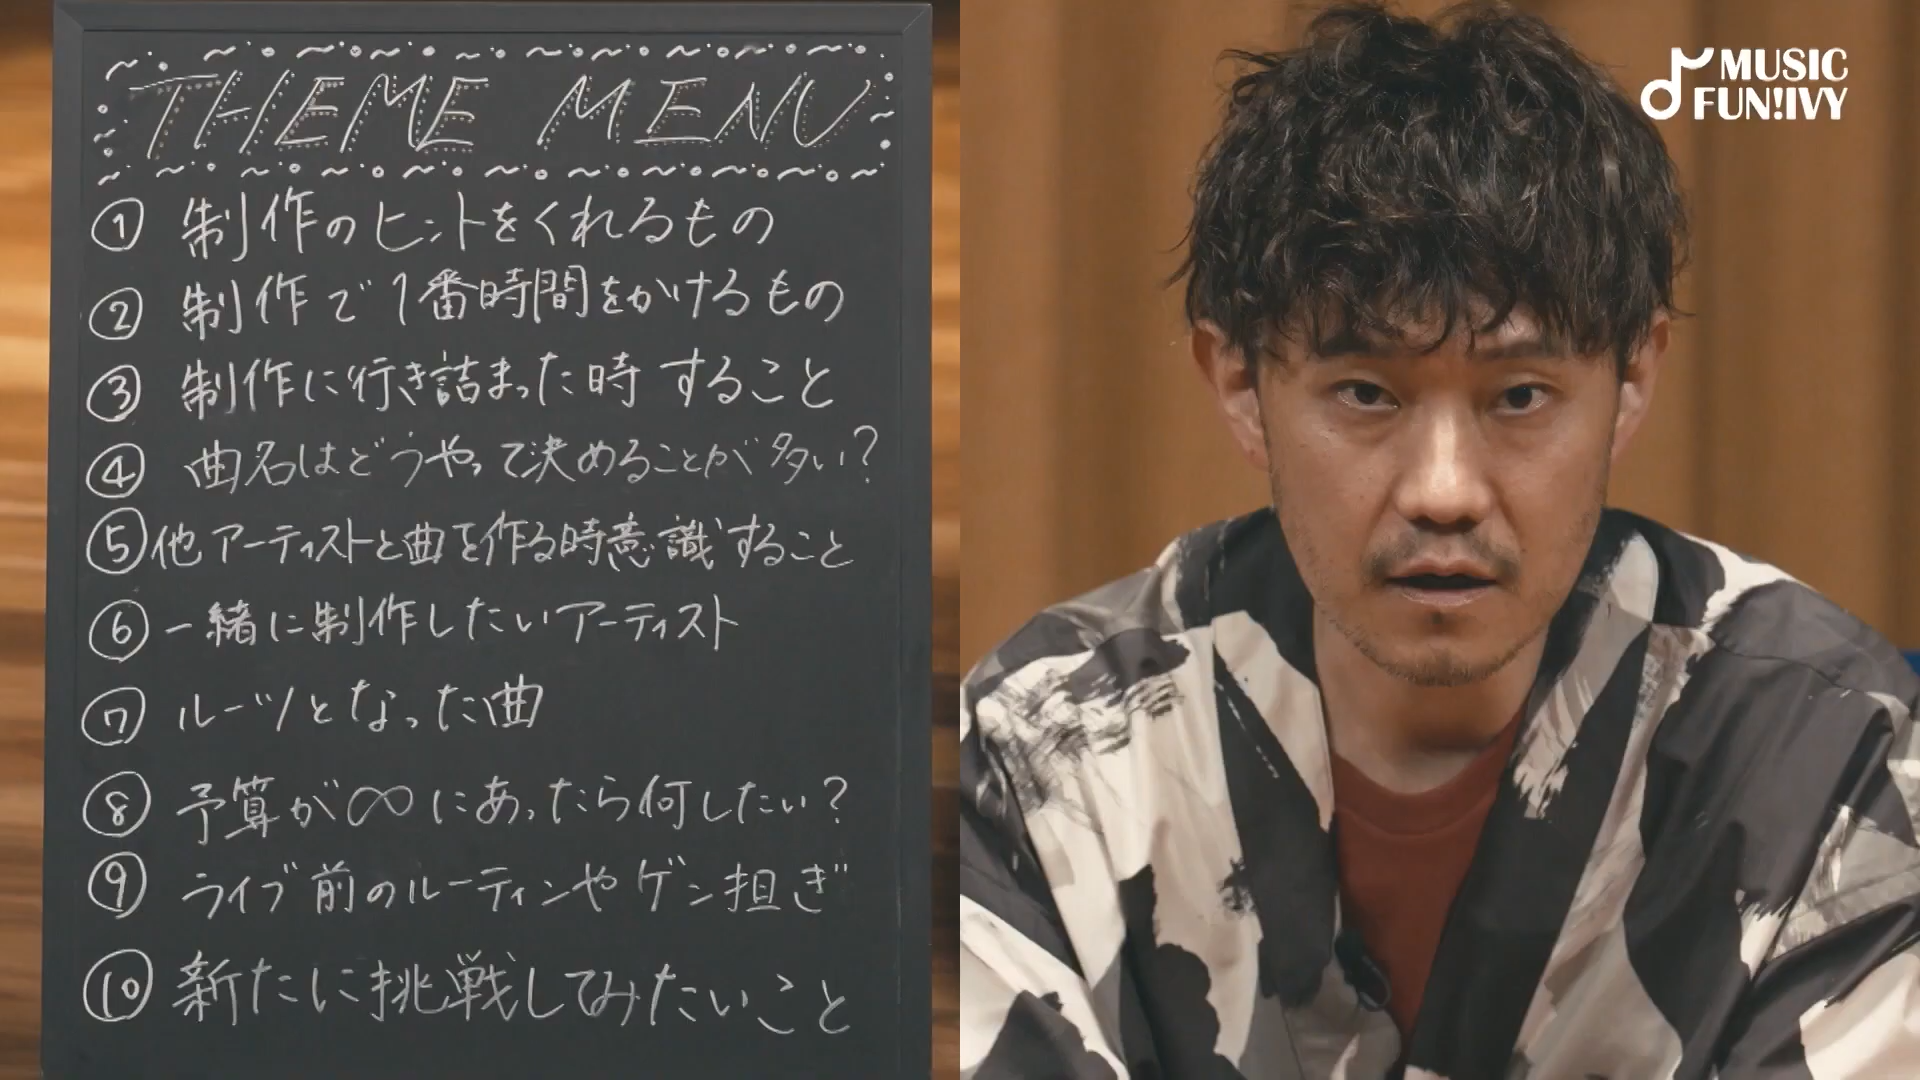 THEME MENU
① 制作のヒントをくれるもの
② 制作で1番時間をかけるもの
③ 制作に行き詰まった時 すること
④ 曲名はどうやって決めることが多い?
⑤ 他アーティストと曲を作る時意識すること
⑥ 一緒に制作したいアーティスト
⑦ ルーツとなった曲
⑧ 予算が∞にあったら何したい?
⑨ ライブ前のルーティンやゲン担ぎ
⑩ 新たに挑戦してみたいこと
MUSIC
FUN!IVY